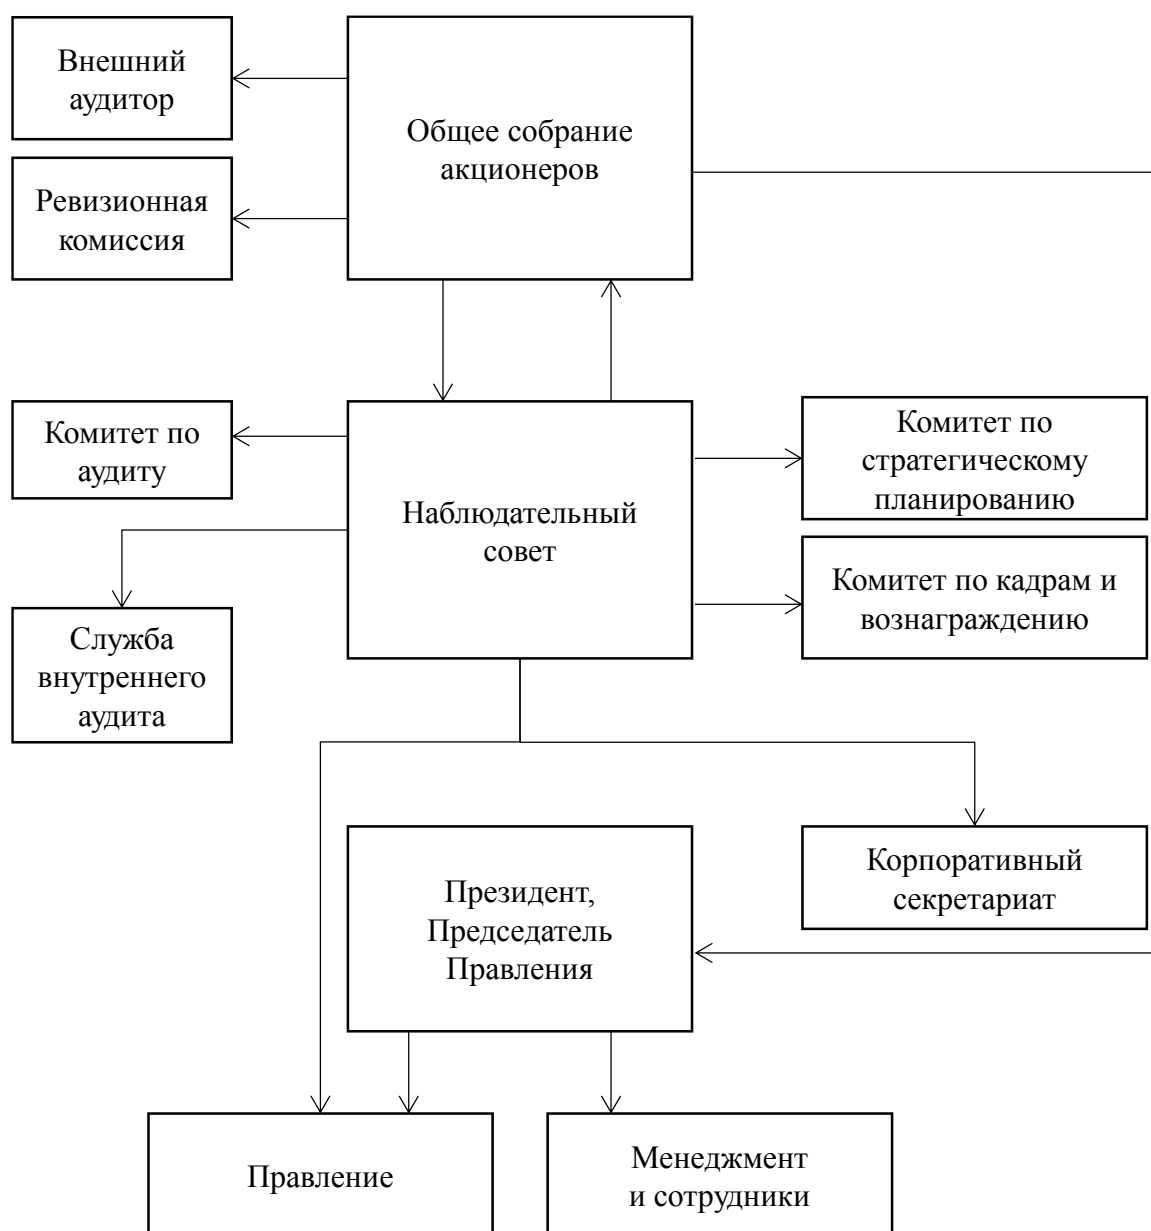 Внешний
аудитор
Общее собрание
акционеров
Ревизионная
комиссия
Комитет по
аудиту
Наблюдательный
совет
Комитет по
стратегическому
планированию
Комитет по кадрам и
вознаграждению
Служба
внутреннего
аудита
Президент,
Председатель
Правления
Корпоративный
секретариат
Правление
Менеджмент
и сотрудники